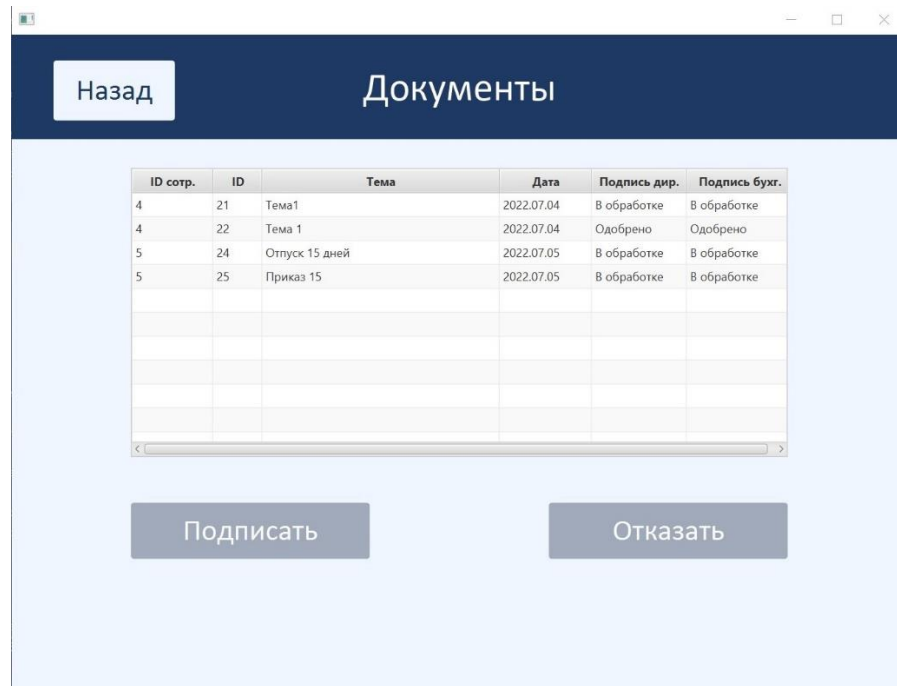 Назад
Документы
ID сотр. ID Тема Дата Подпись дир. Подпись бухг.
4 21 Тема1 2022.07.04 В обработке В обработке
4 22 Тема 1 2022.07.04 Одобрено Одобрено
5 24 Отпуск 15 дней 2022.07.05 В обработке В обработке
5 25 Приказ 15 2022.07.05 В обработке В обработке
Подписать Отказать